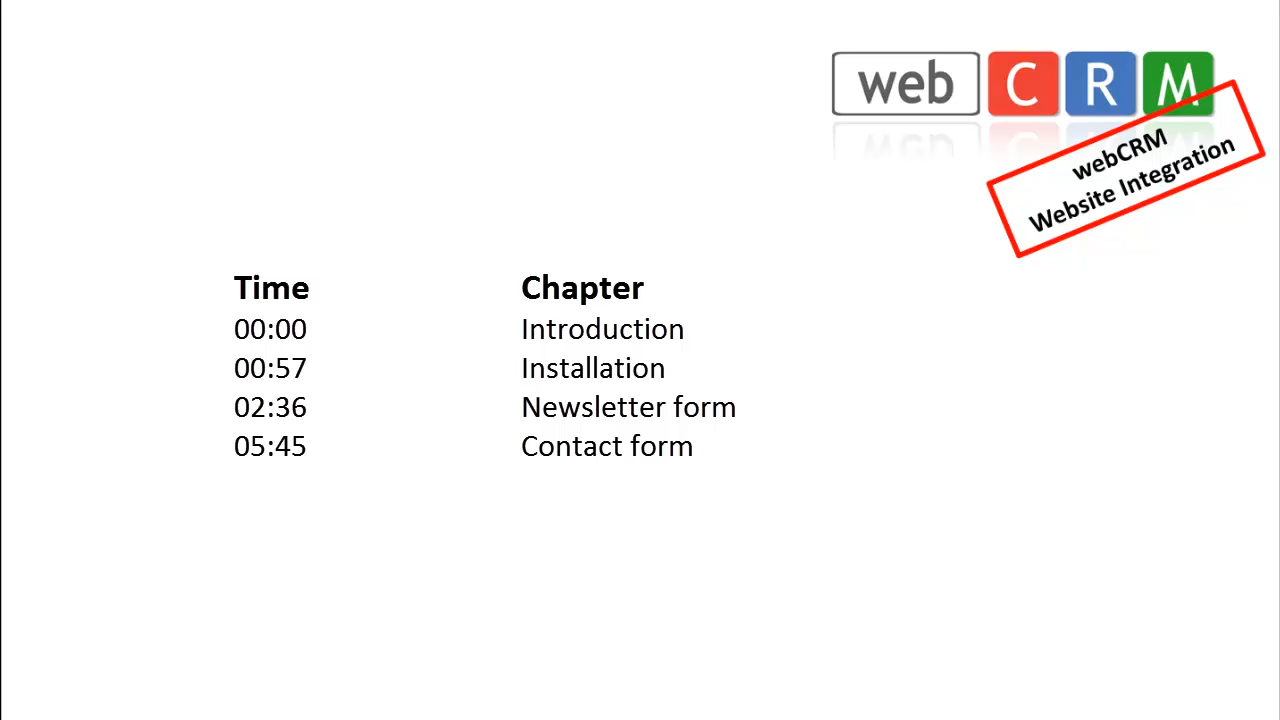 web C R M
webCRM
Website Integration
Time Chapter
00:00 Introduction
00:57 Installation
02:36 Newsletter form
05:45 Contact form